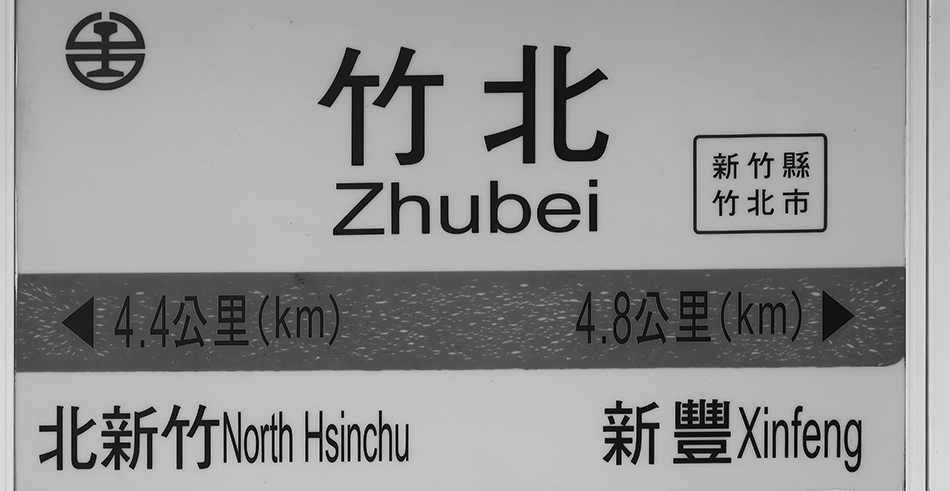 竹北
Zhubei
新竹縣
竹北市
4.4公里(km)
4.8公里(km)
北新竹North Hsinchu
新豐Xinfeng